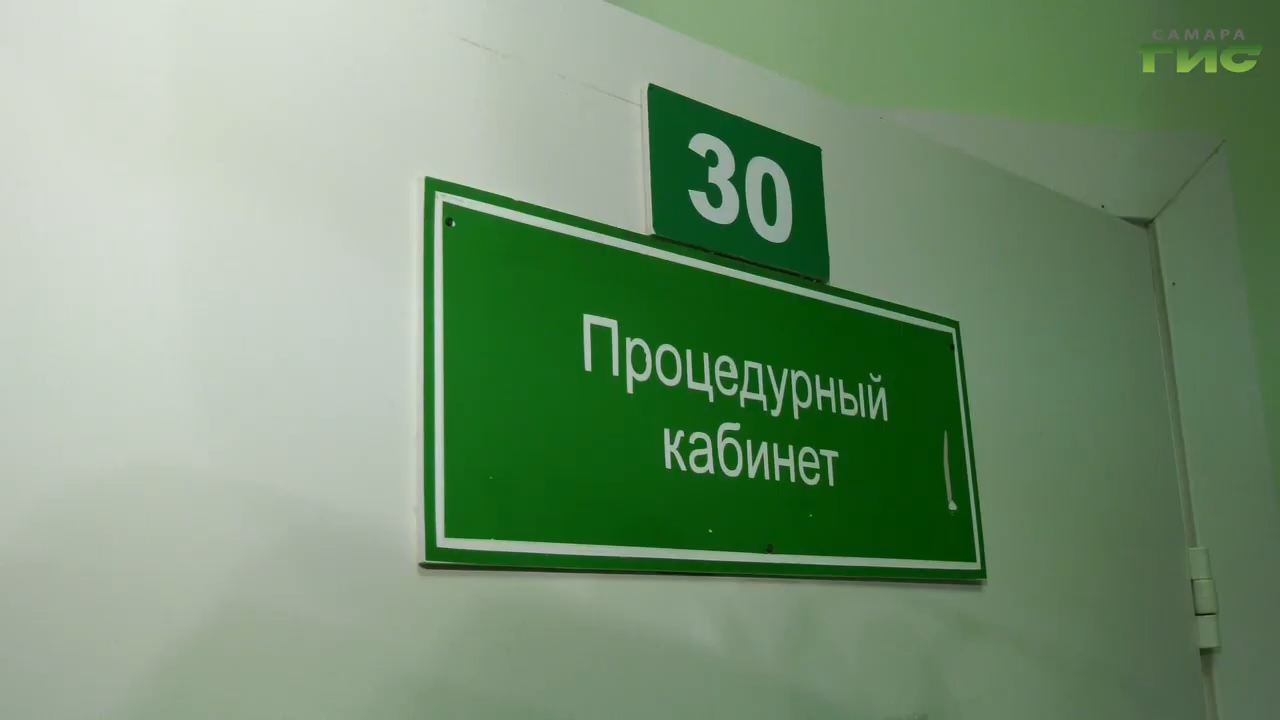 САМАРА
ГИС
30
Процедурный
кабинет